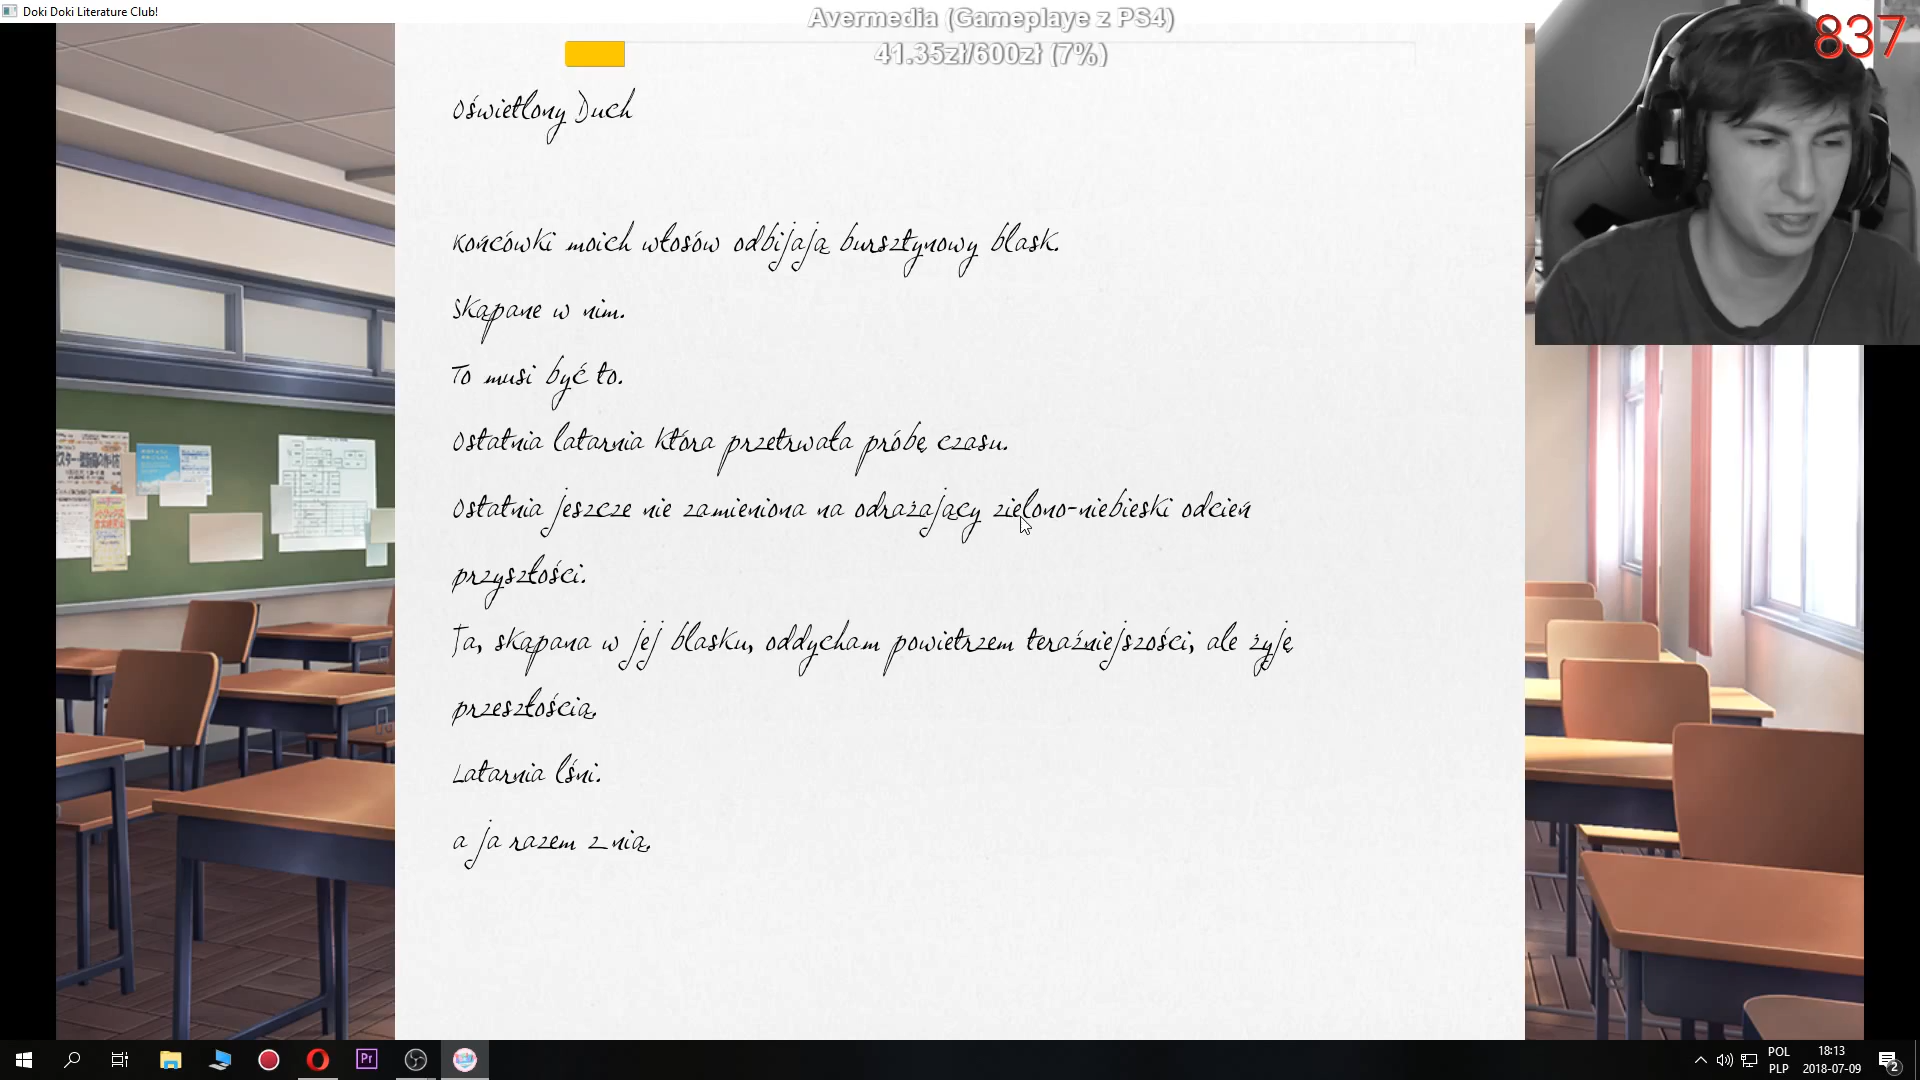 Doki Doki Literature Club!
Avermedia (Gameplaye z PS4)
41.35zł/600zł (7%)
837
Oświetlony Duch
Końcówki moich włosów odbijają bursztynowy blask.
Skąpane w nim.
To musi być to.
Ostatnia latarnia która przetrwała próbę czasu.
Ostatnia jeszcze nie zamieniona na odrażający zielono-niebieski odcień
przyszłości.
Ja, skąpana w jej blasku, oddycham powietrzem teraźniejszości, ale żyję
przeszłością.
Latarnia lśni.
a ja razem z nią.
Pr
POL
PLP
18:13
2018-07-09
2